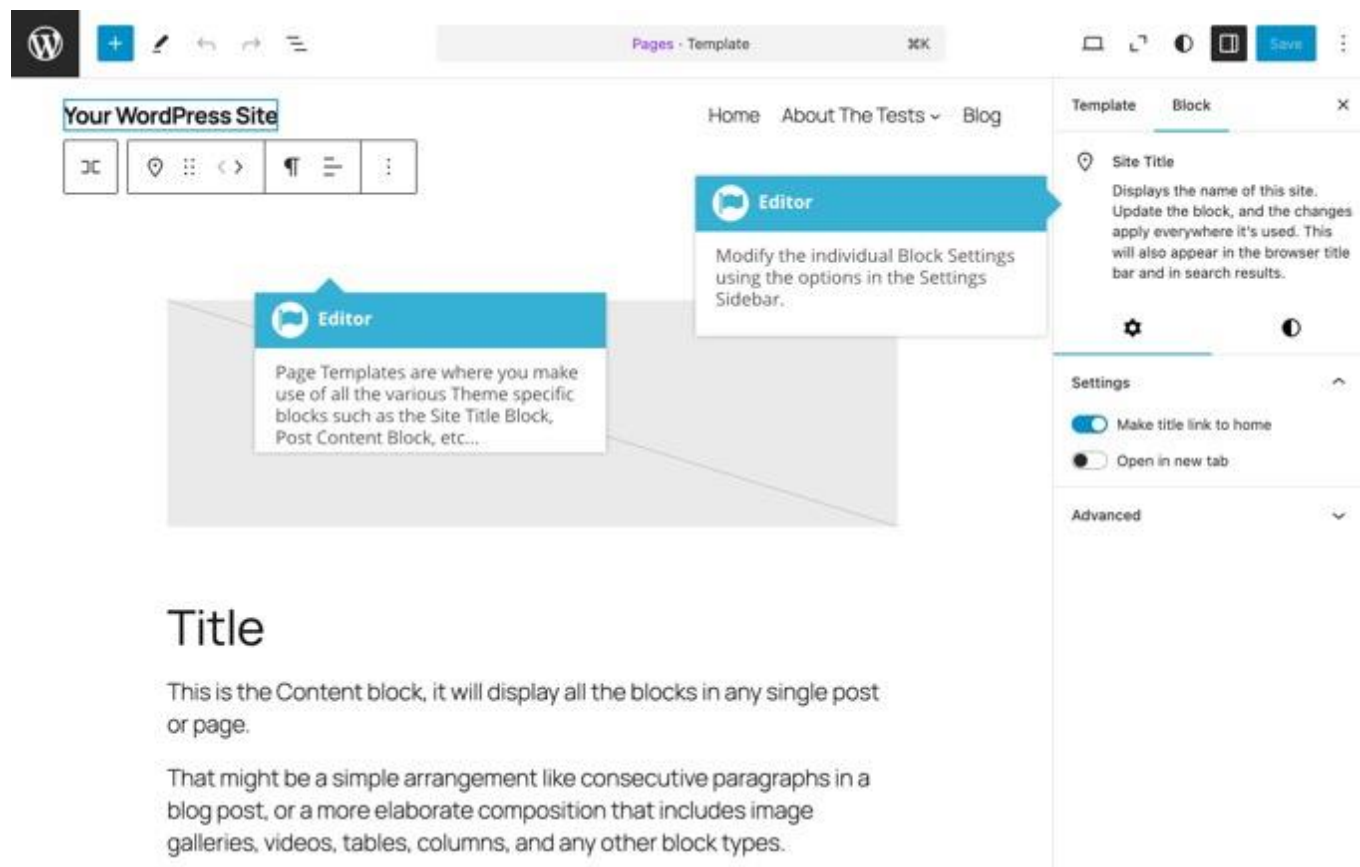 Pages · Template ⌘K
Save
Your WordPress Site
Home About The Tests Blog
Template Block
Site Title
Displays the name of this site.
Update the block, and the changes
apply everywhere it's used. This
will also appear in the browser title
bar and in search results.
Editor
Modify the individual Block Settings
using the options in the Settings
Sidebar.
Editor
Page Templates are where you make
use of all the various Theme specific
blocks such as the Site Title Block,
Post Content Block, etc...
Settings
Make title link to home
Open in new tab
Advanced
Title
This is the Content block, it will display all the blocks in any single post
or page.
That might be a simple arrangement like consecutive paragraphs in a
blog post, or a more elaborate composition that includes image
galleries, videos, tables, columns, and any other block types.